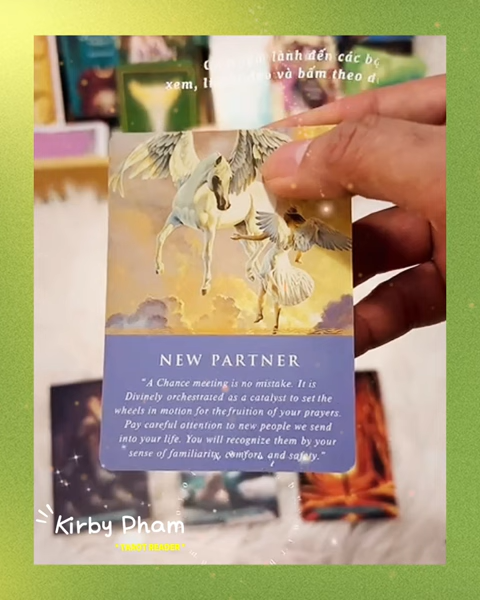 lành đến các bạ
xem, và bấm theo d
NEW PARTNER
"A Chance meeting is no mistake. It is
Divinely orchestrated as a catalyst to set the
wheels in motion for the fruition of your prayers.
Pay careful attention to new people we send
into your life. You will recognize them by your
sense of familiarity, comfort, and safety."
Kirby Pham
"TAROT READER"